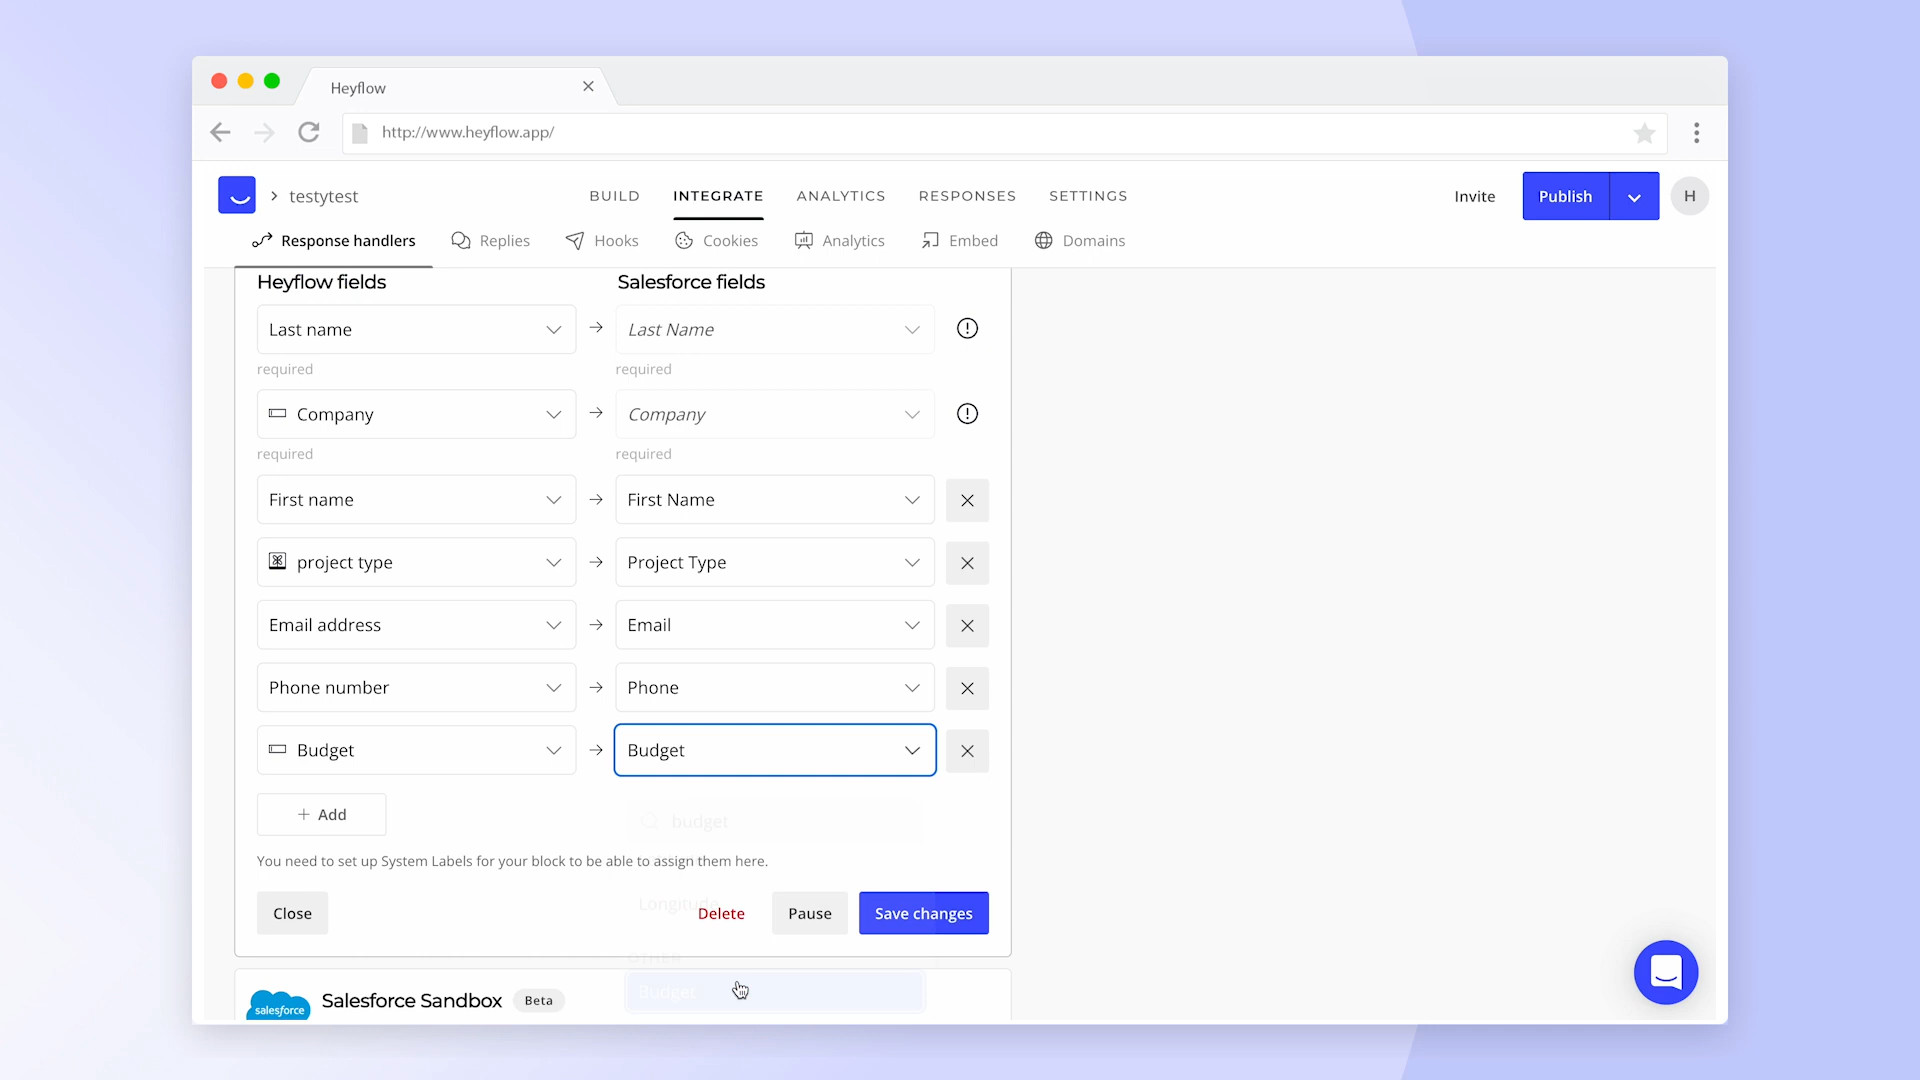 Heyflow
http://www.heyflow.app/
testytest
BUILD INTEGRATE ANALYTICS RESPONSES SETTINGS
Invite Publish H
Response handlers Replies Hooks Cookies Analytics Embed Domains
Heyflow fields Salesforce fields
Last name Last Name
required required
Company Company
required required
First name First Name
project type Project Type
Email address Email
Phone number Phone
Budget Budget
+ Add
budget
You need to set up System Labels for your block to be able to assign them here.
Longitude
Close Delete Pause Save changes
OTHER
Budget
salesforce Salesforce Sandbox Beta